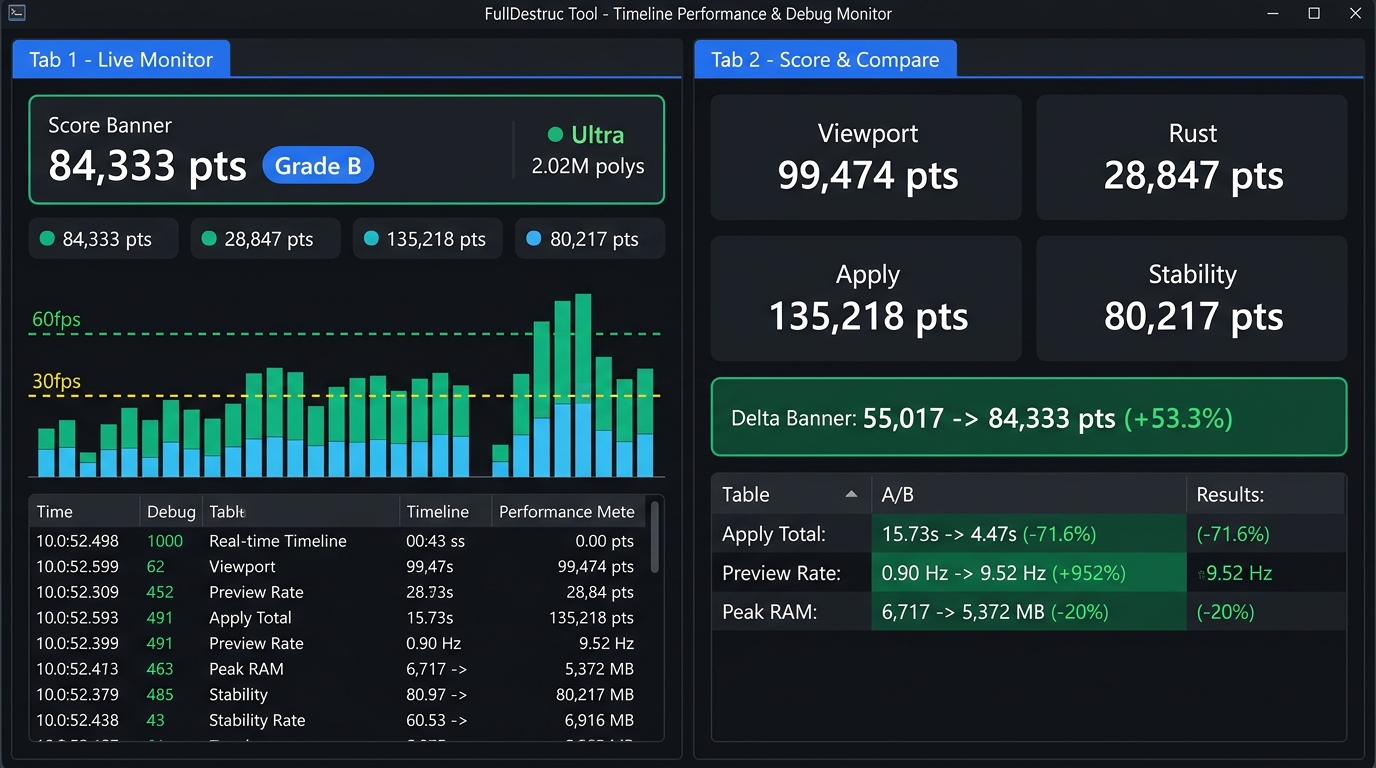 FullDestruc Tool - Timeline Performance & Debug Monitor
Tab 1 - Live Monitor
Score Banner
84,333 pts Grade B
Ultra
2.02M polys
84,333 pts 28,847 pts 135,218 pts 80,217 pts
60fps
30fps
Time Debug Table Timeline Performance Mete
10.0:52.498 1000 Real-time Timeline 00:43 ss 0.00 pts
10.0:52.599 62 Viewport 99,47s 99,474 pts
10.0:52.309 452 Preview Rate 28.73s 28,84 pts
10.0:52.593 491 Apply Total 15.73s 135,218 pts
10.0:52.399 491 Preview Rate 0.90 Hz 9.52 Hz
10.0:52.413 463 Peak RAM 6,717 -> 5,372 MB
10.0:52.379 485 Stability 80.97 -> 80,217 MB
10.0:52.438 43 Stability Rate 60.53 -> 6,916 MB
Tab 2 - Score & Compare
Viewport
99,474 pts
Rust
28,847 pts
Apply
135,218 pts
Stability
80,217 pts
Delta Banner: 55,017 -> 84,333 pts (+53.3%)
Table A/B Results:
Apply Total: 15.73s -> 4.47s (-71.6%) (-71.6%)
Preview Rate: 0.90 Hz -> 9.52 Hz (+952%) 9.52 Hz
Peak RAM: 6,717 -> 5,372 MB (-20%) (-20%)